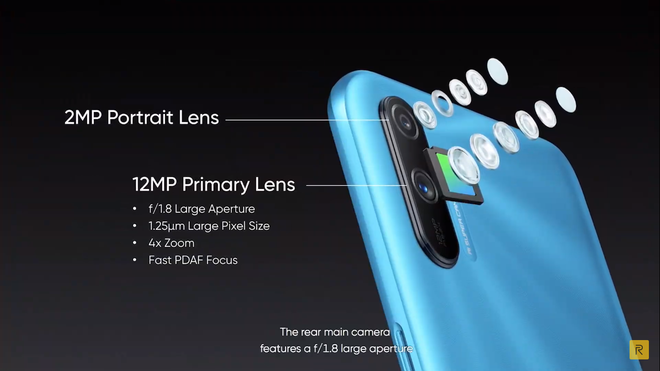 2MP Portrait Lens
12MP Primary Lens
• f/1.8 Large Aperture
• 1.25μm Large Pixel Size
• 4x Zoom
• Fast PDAF Focus
The rear main camera
features a f/1.8 large aperture
R